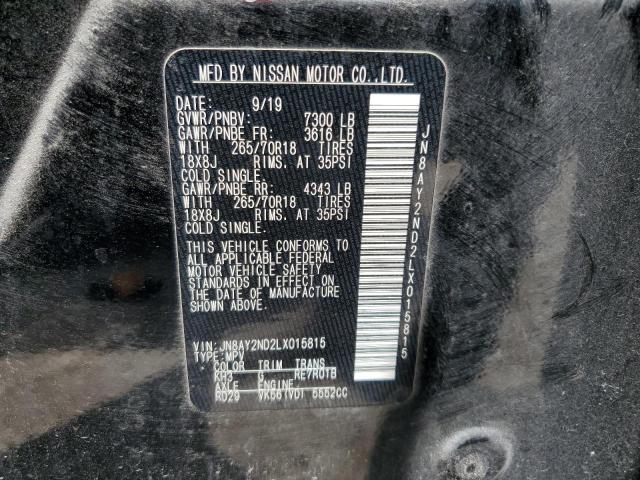 MFD BY NISSAN MOTOR CO.,LTD.
DATE: 9/19
GVWR/PNBV: 7300 LB
GAWR/PNBE FR: 3616 LB
WITH 265/70R18 TIRES
18X8J RIMS. AT 35PSI
COLD SINGLE.
GAWR/PNBE RR: 4343 LB
WITH 265/70R18 TIRES
18X8J RIMS. AT 35PSI
COLD SINGLE.
THIS VEHICLE CONFORMS TO
ALL APPLICABLE FEDERAL
MOTOR VEHICLE SAFETY
STANDARDS IN EFFECT ON
THE DATE OF MANUFACTURE
SHOWN ABOVE.
VIN: JN8AY2ND2LX015815
TYPE: MPV
COLOR TRIM TRANS
G RE7R01B
AXLE ENGINE
RD29 VK56(VD) 5552CC
JN8AY2ND2LX015815